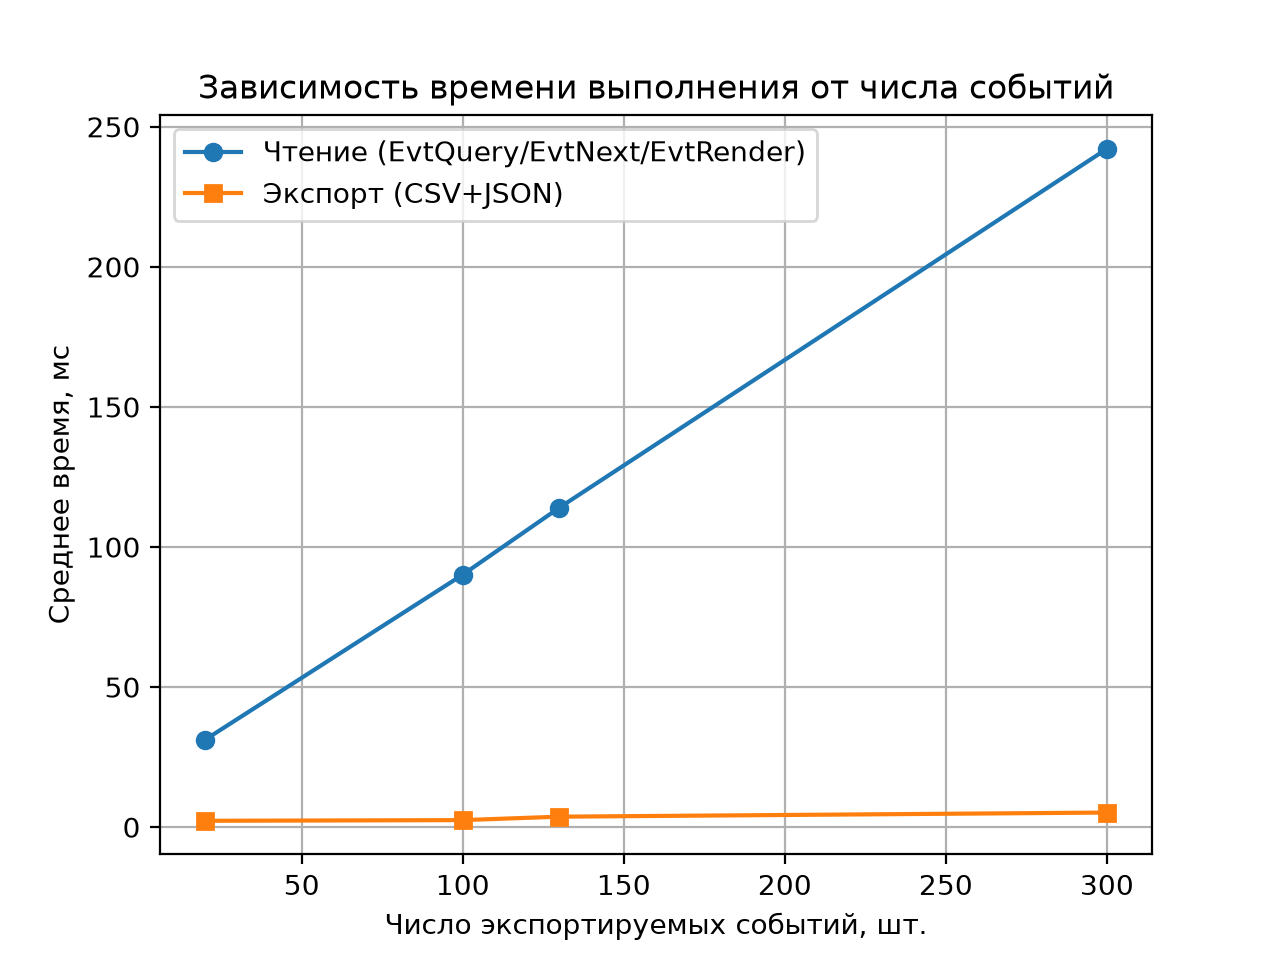 Зависимость времени выполнения от числа событий
Чтение (EvtQuery/EvtNext/EvtRender)
Экспорт (CSV+JSON)
Среднее время, мс
250
200
150
100
50
0
50 100 150 200 250 300
Число экспортируемых событий, шт.